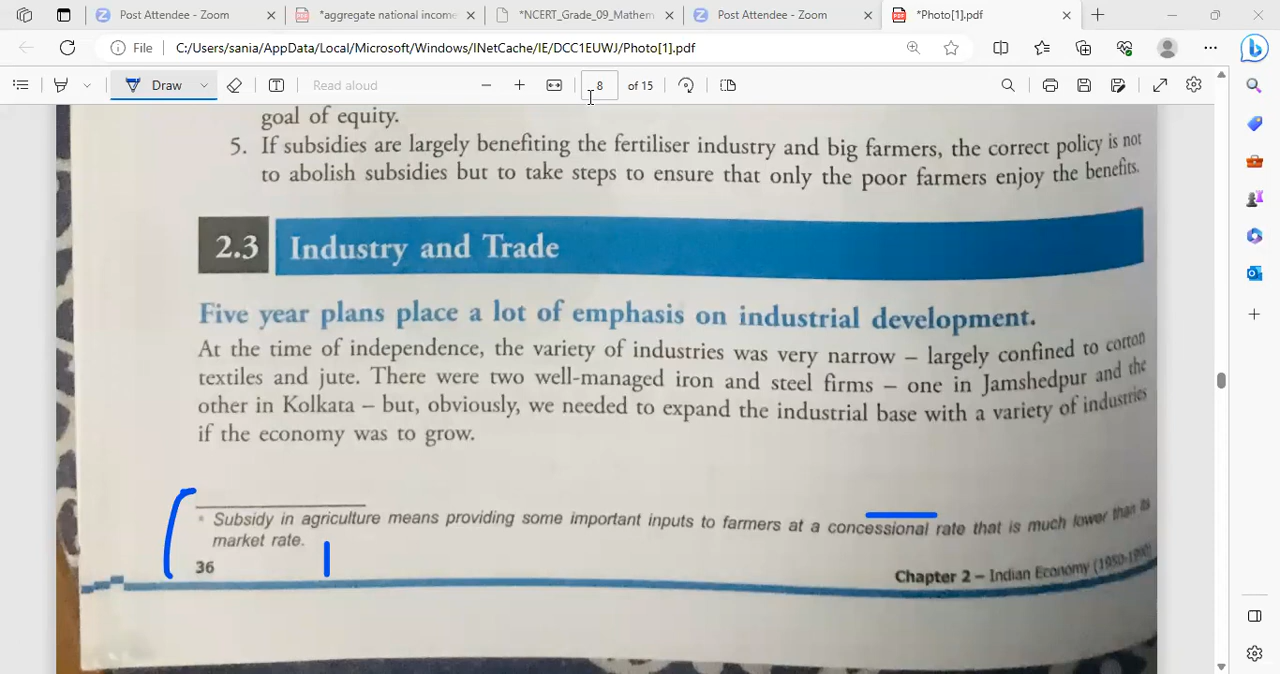 Post Attendee - Zoom
*aggregate national income
*NCERT_Grade_09_Mathem
Post Attendee - Zoom
*Photo[1].pdf
File
C:/Users/sania/AppData/Local/Microsoft/Windows/INetCache/IE/DCC1EUWJ/Photo[1].pdf
Draw
Read aloud
8
of 15
goal of equity.
5. If subsidies are largely benefiting the fertiliser industry and big farmers, the correct policy is not
to abolish subsidies but to take steps to ensure that only the poor farmers enjoy the benefits.
2.3 Industry and Trade
Five year plans place a lot of emphasis on industrial development.
At the time of independence, the variety of industries was very narrow – largely confined to cotton
textiles and jute. There were two well-managed iron and steel firms – one in Jamshedpur and the
other in Kolkata – but, obviously, we needed to expand the industrial base with a variety of industries
if the economy was to grow.
* Subsidy in agriculture means providing some important inputs to farmers at a concessional rate that is much lower than its
market rate.
36
Chapter 2 – Indian Economy (1950-1990)